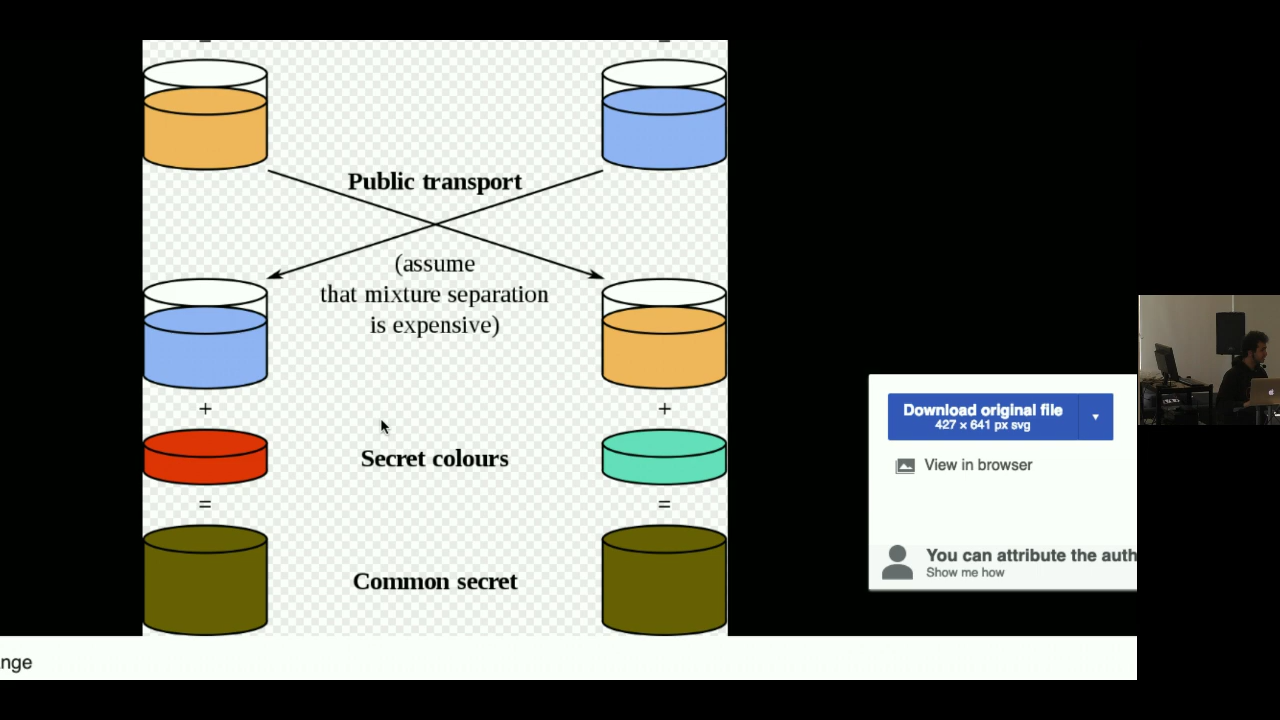 =
=
Public transport
(assume
that mixture separation
is expensive)
+
+
Secret colours
=
=
Common secret
Download original file
427 × 641 px svg
View in browser
You can attribute the auth
Show me how
nge